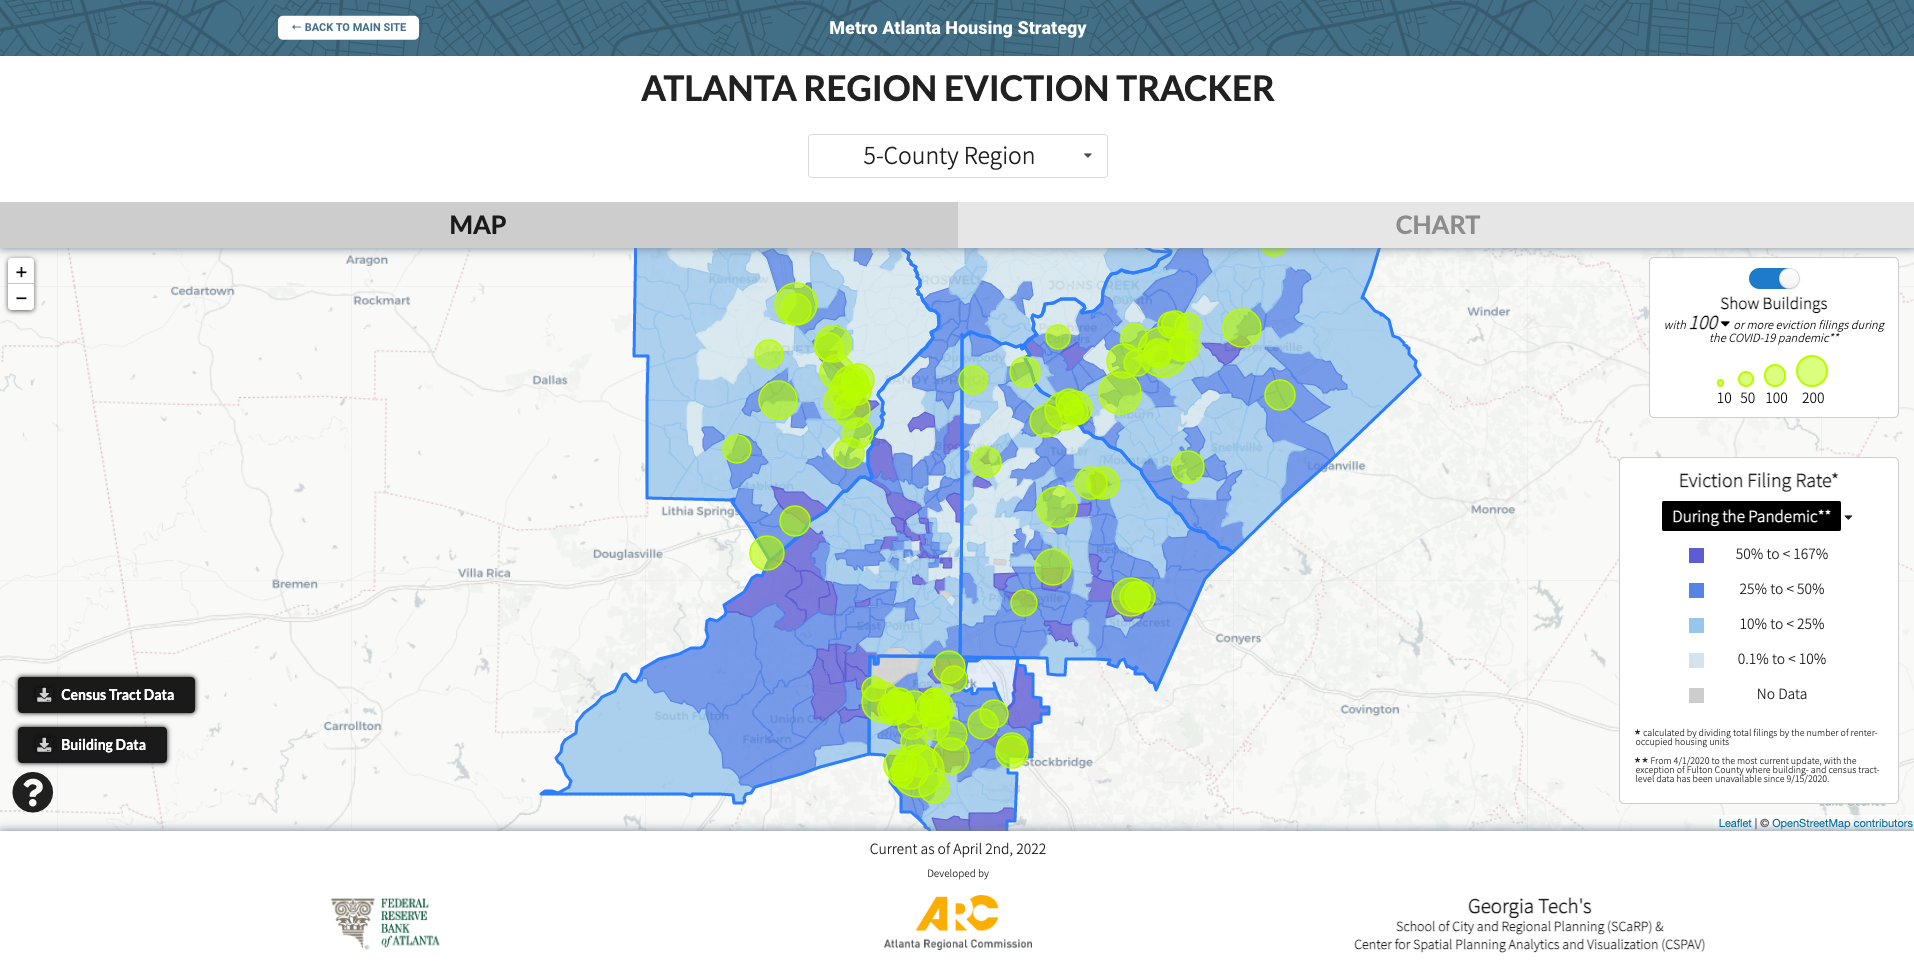 ← BACK TO MAIN SITE
Metro Atlanta Housing Strategy
ATLANTA REGION EVICTION TRACKER
5-County Region
MAP
CHART
+
−
Aragon
Cedartown
Rockmart
Dallas
Kennesaw
ROSWELL
JOHNS CREEK
Duluth
Winder
Loganville
Monroe
Lithia Springs
Douglasville
Villa Rica
Bremen
Snellville
Conyers
Covington
East Point
South Fulton
Union City
Fairburn
Carrollton
Stockbridge
Show Buildings
with 100 or more eviction filings during
the COVID-19 pandemic**
10 50 100 200
Eviction Filing Rate*
During the Pandemic**
50% to < 167%
25% to < 50%
10% to < 25%
0.1% to < 10%
No Data
* calculated by dividing total filings by the number of renter-
occupied housing units
** From 4/1/2020 to the most current update, with the
exception of Fulton County where building- and census tract-
level data has been unavailable since 9/15/2020.
Census Tract Data
Building Data
?
Leaflet | © OpenStreetMap contributors
Current as of April 2nd, 2022
Developed by
FEDERAL
RESERVE
BANK
of ATLANTA
ARC
Atlanta Regional Commission
Georgia Tech's
School of City and Regional Planning (SCaRP) &
Center for Spatial Planning Analytics and Visualization (CSPAV)